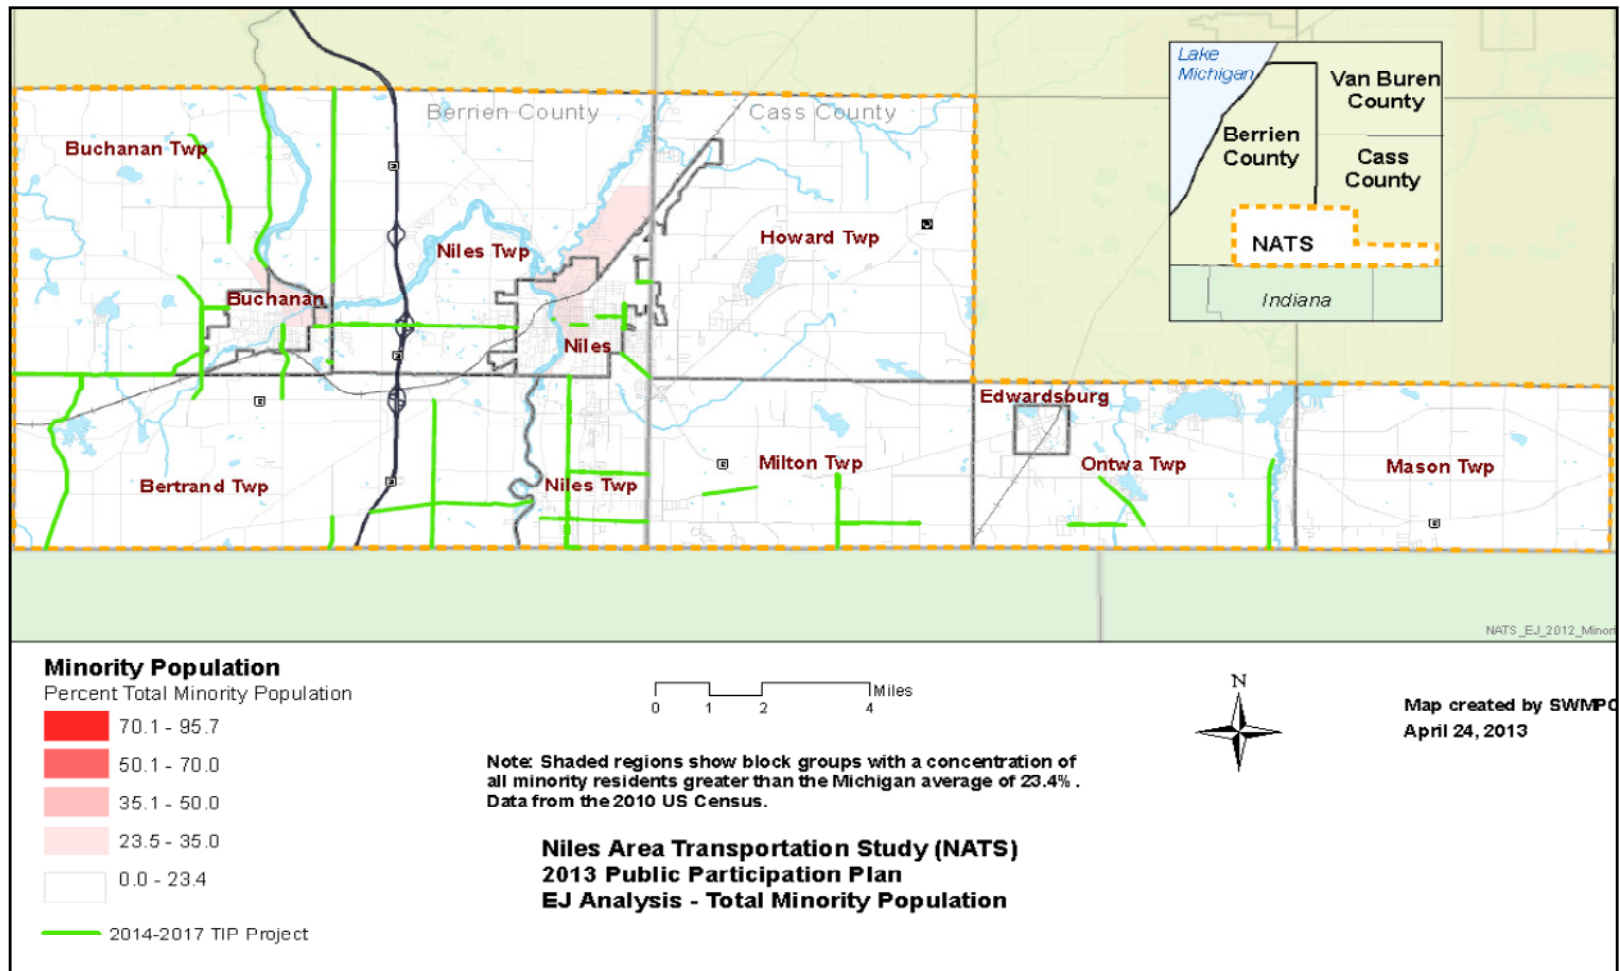 Lake
Michigan
Van Buren
County
Berrien
County
Cass
County
NATS
Indiana
Berrien County
Cass County
Buchanan Twp
Niles Twp
Howard Twp
Buchanan
Niles
Edwardsburg
Bertrand Twp
Niles Twp
Milton Twp
Ontwa Twp
Mason Twp
NATS_EJ_2012_Minori
Minority Population
Percent Total Minority Population
70.1 - 95.7
50.1 - 70.0
35.1 - 50.0
23.5 - 35.0
0.0 - 23.4
2014-2017 TIP Project
Miles
0 1 2 4
Note: Shaded regions show block groups with a concentration of
all minority residents greater than the Michigan average of 23.4% .
Data from the 2010 US Census.
Niles Area Transportation Study (NATS)
2013 Public Participation Plan
EJ Analysis - Total Minority Population
N
Map created by SWMPC
April 24, 2013